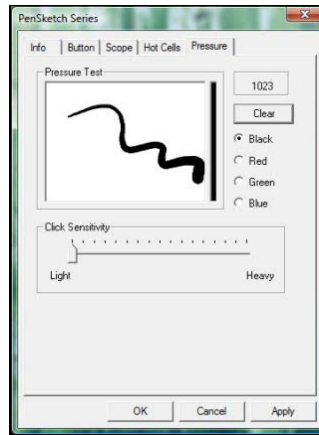 PenSketch Series
Info Button Scope Hot Cells Pressure
Pressure Test
1023
Clear
Black
Red
Green
Blue
Click Sensitivity
Light Heavy
OK Cancel Apply